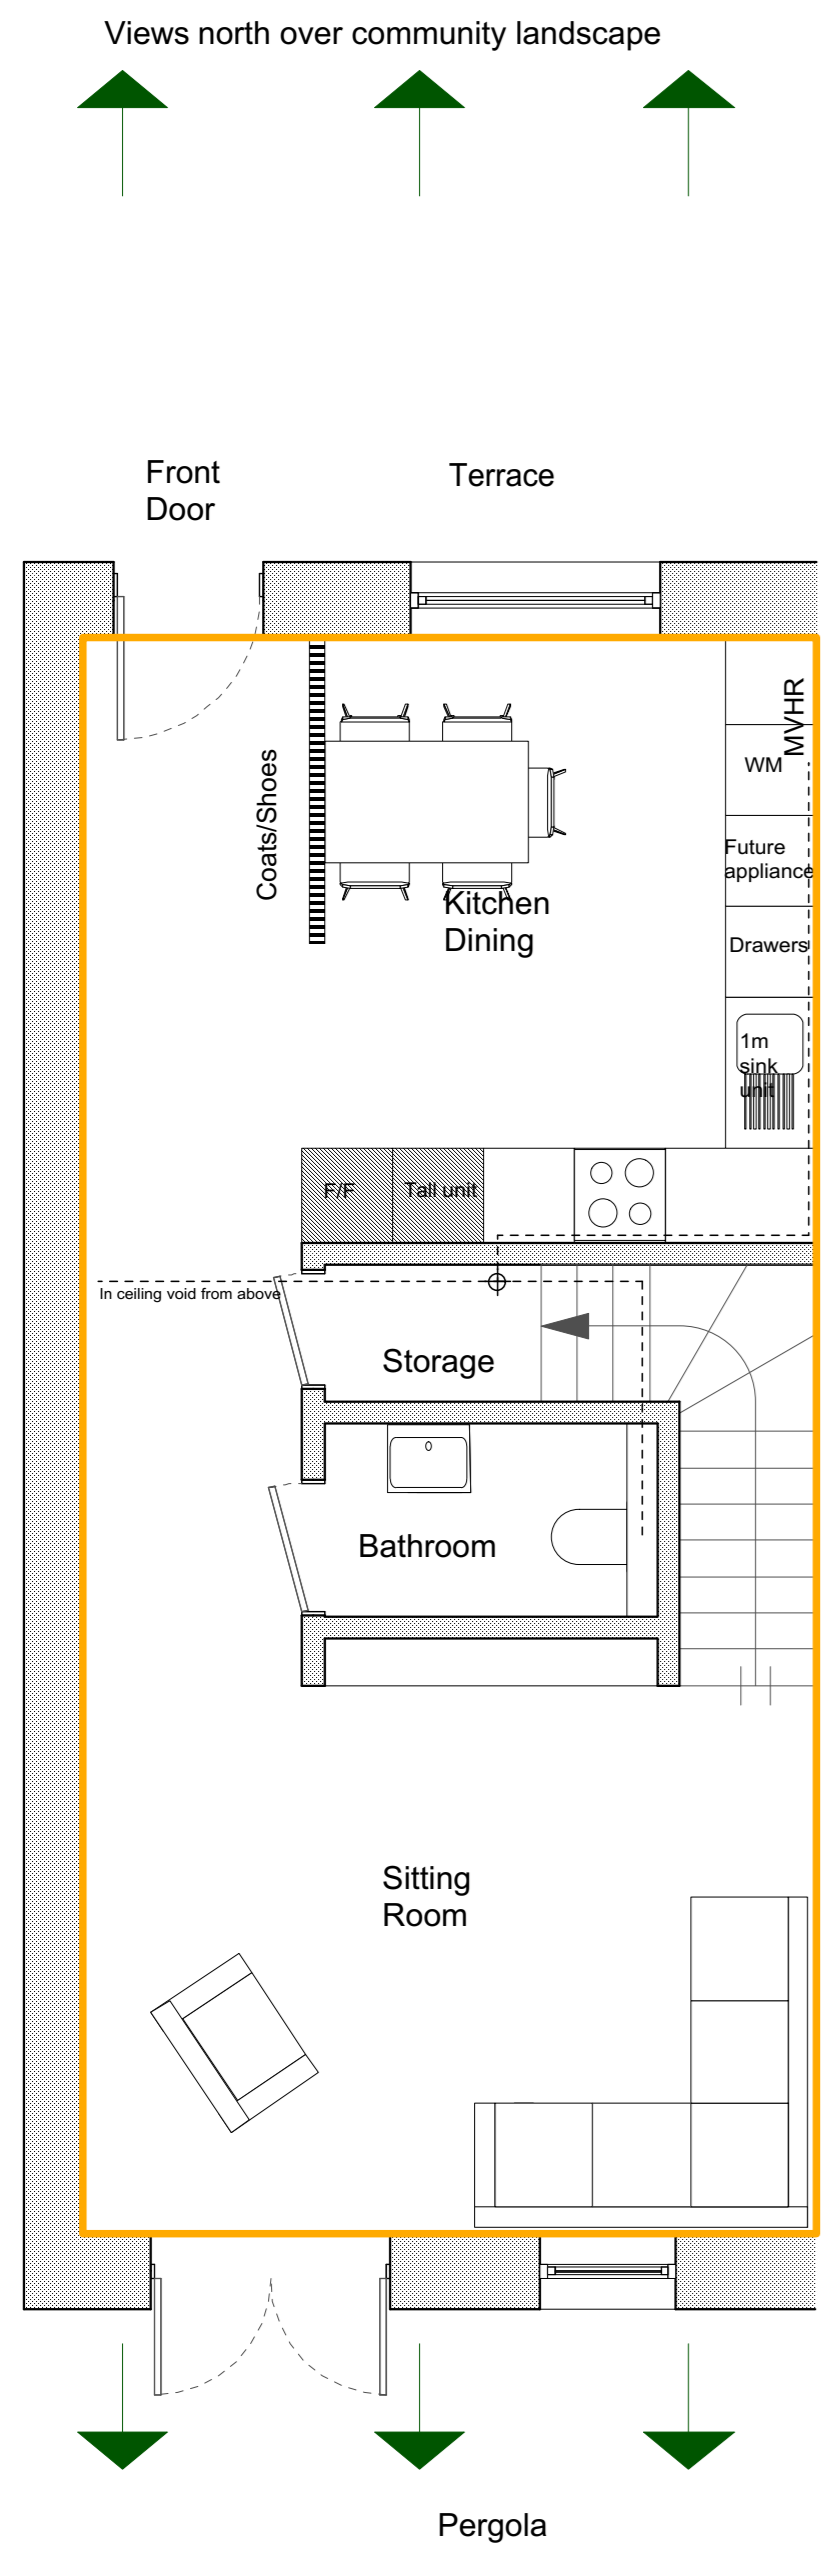 Views north over community landscape
Front
Door
Terrace
MVHR
WM
Coats/Shoes
Future
appliance
Kitchen
Dining
Drawers
1m
sink
unit
F/F
Tall unit
In ceiling void from above
Storage
Bathroom
Sitting
Room
Pergola